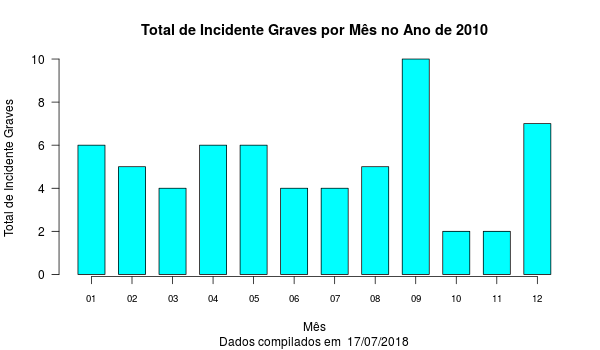 Total de Incidente Graves por Mês no Ano de 2010
Total de Incidente Graves
10
8
6
4
2
0
01 02 03 04 05 06 07 08 09 10 11 12
Mês
Dados compilados em  17/07/2018